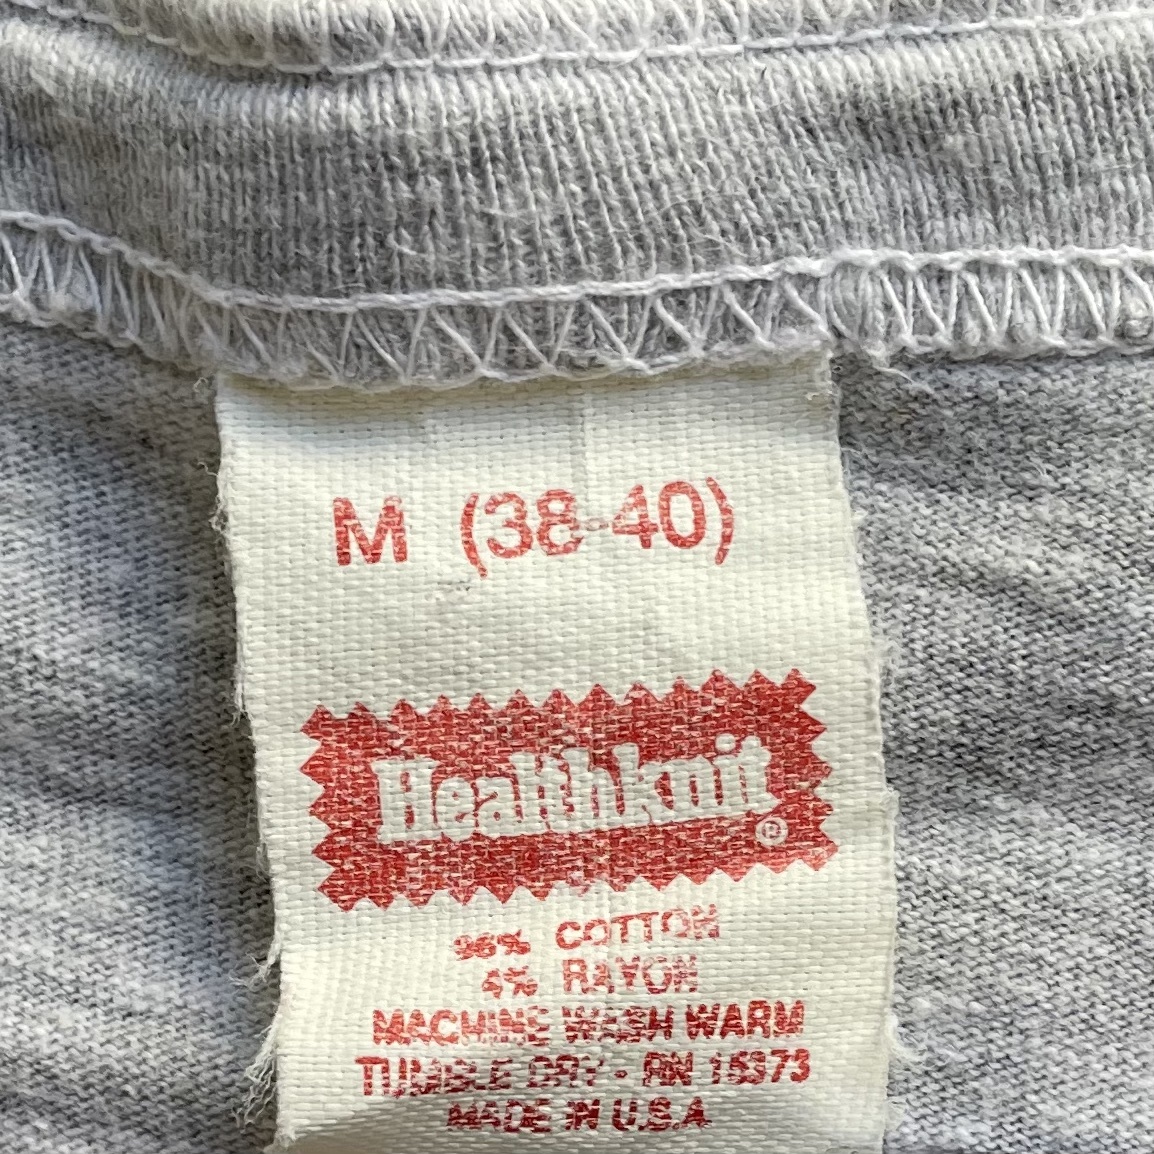 M (38-40)
Healthknit
®
96% COTTON
4% RAYON
MACHINE WASH WARM
TUMBLE DRY - RN 15373
MADE IN U.S.A